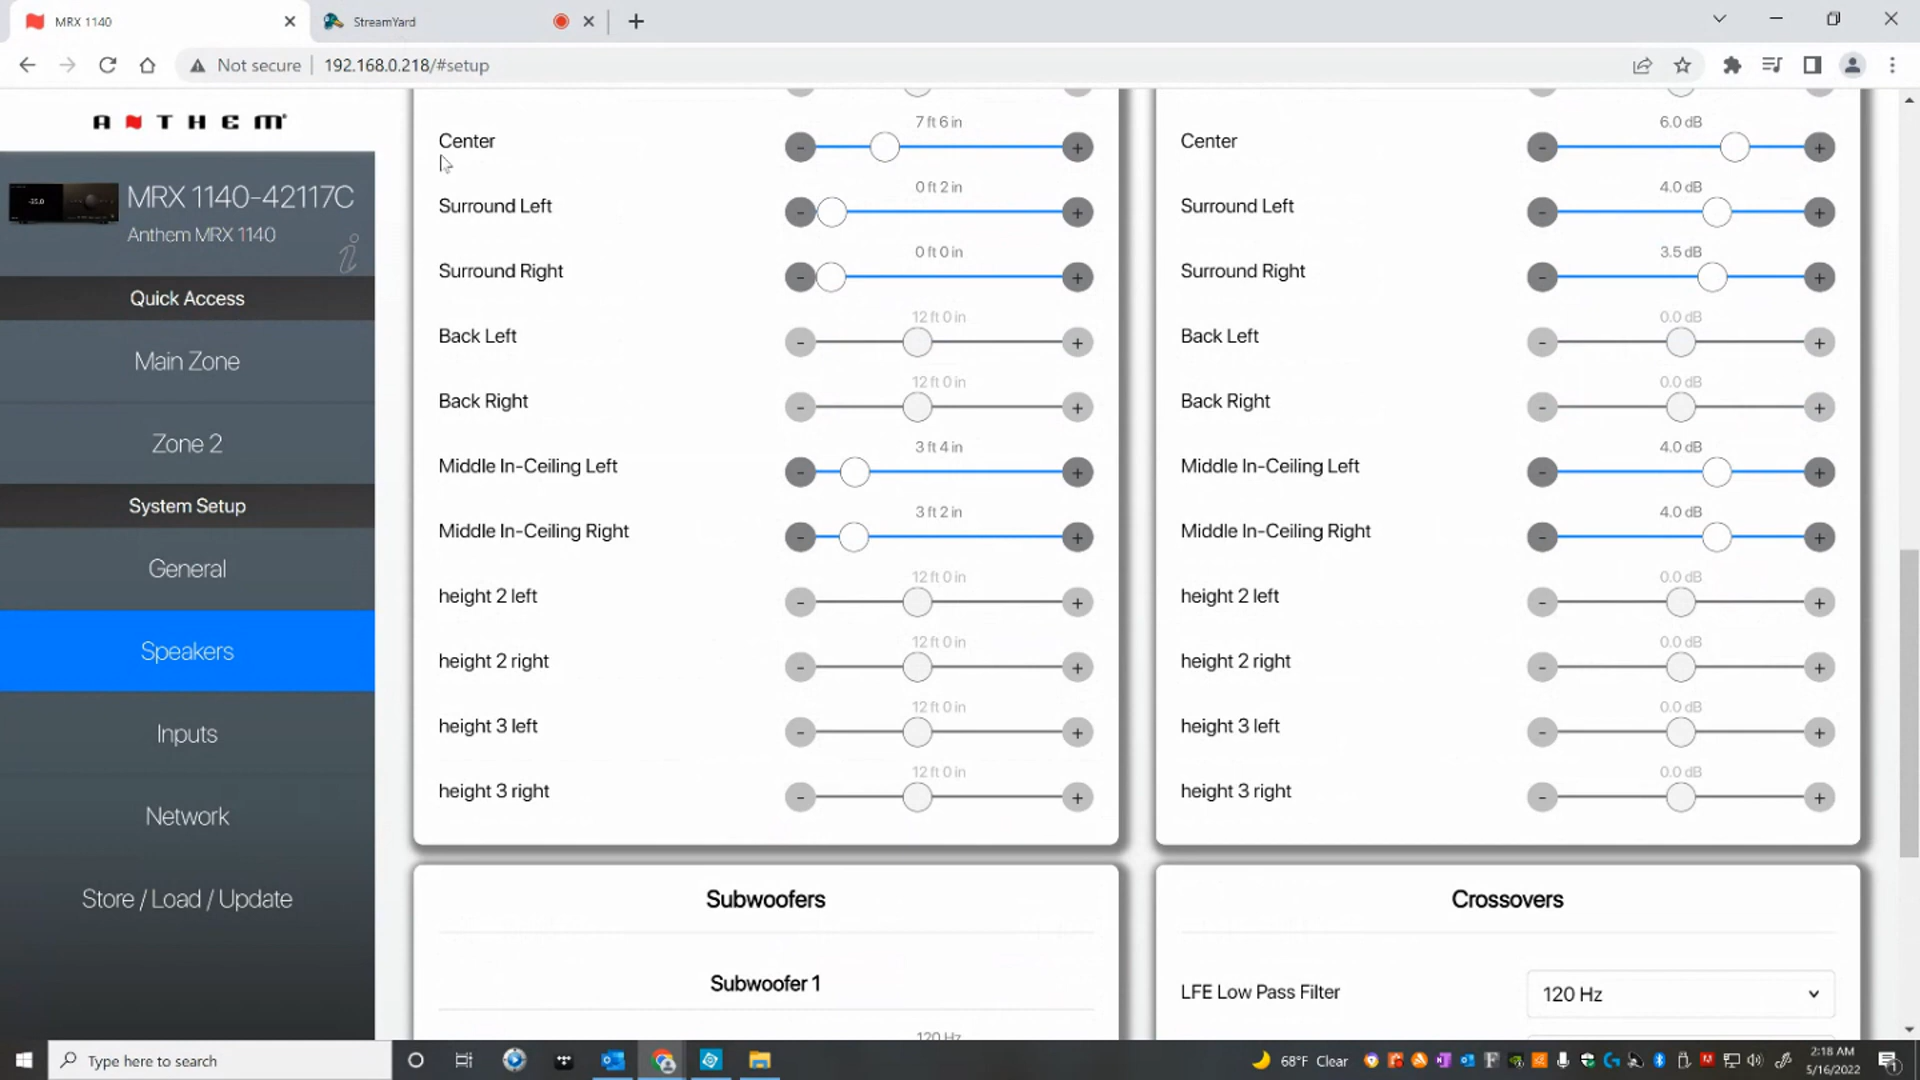 MRX 1140
StreamYard
Not secure
192.168.0.218/#setup
ANTHEM
-35.0
MRX 1140-42117C
Anthem MRX 1140
i
Quick Access
Main Zone
Zone 2
System Setup
General
Speakers
Inputs
Network
Store / Load / Update
Center
- 7 ft 6 in +
Surround Left
- 0 ft 2 in +
Surround Right
- 0 ft 0 in +
Back Left
- 12 ft 0 in +
Back Right
- 12 ft 0 in +
Middle In-Ceiling Left
- 3 ft 4 in +
Middle In-Ceiling Right
- 3 ft 2 in +
height 2 left
- 12 ft 0 in +
height 2 right
- 12 ft 0 in +
height 3 left
- 12 ft 0 in +
height 3 right
- 12 ft 0 in +
Center
- 6.0 dB +
Surround Left
- 4.0 dB +
Surround Right
- 3.5 dB +
Back Left
- 0.0 dB +
Back Right
- 0.0 dB +
Middle In-Ceiling Left
- 4.0 dB +
Middle In-Ceiling Right
- 4.0 dB +
height 2 left
- 0.0 dB +
height 2 right
- 0.0 dB +
height 3 left
- 0.0 dB +
height 3 right
- 0.0 dB +
Subwoofers
Subwoofer 1
120 Hz
Crossovers
LFE Low Pass Filter
120 Hz
Type here to search
68°F Clear
2:18 AM
5/16/2022